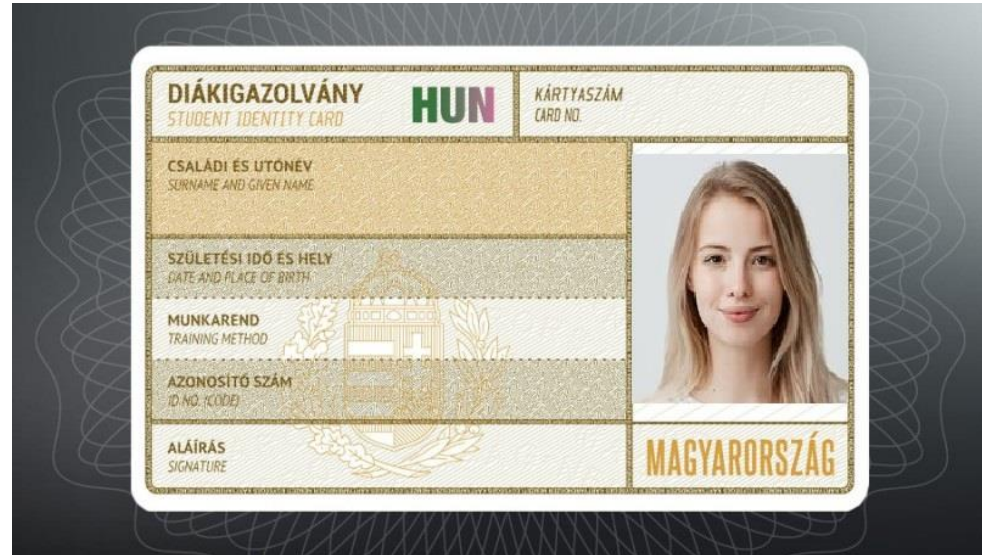 DIÁKIGAZOLVÁNY
STUDENT IDENTITY CARD
HUN
KÁRTYASZÁM
CARD NO.
CSALÁDI ÉS UTÓNÉV
SURNAME AND GIVEN NAME
SZÜLETÉSI IDŐ ÉS HELY
DATE AND PLACE OF BIRTH
MUNKAREND
TRAINING METHOD
AZONOSÍTÓ SZÁM
ID NO. (CODE)
ALÁÍRÁS
SIGNATURE
MAGYARORSZÁG